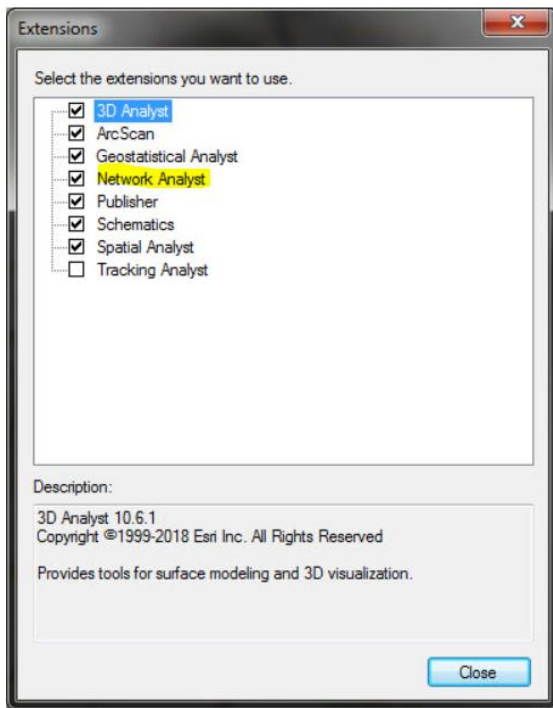 Extensions
Select the extensions you want to use.
3D Analyst
ArcScan
Geostatistical Analyst
Network Analyst
Publisher
Schematics
Spatial Analyst
Tracking Analyst
Description:
3D Analyst 10.6.1
Copyright ©1999-2018 Esri Inc. All Rights Reserved
Provides tools for surface modeling and 3D visualization.
Close